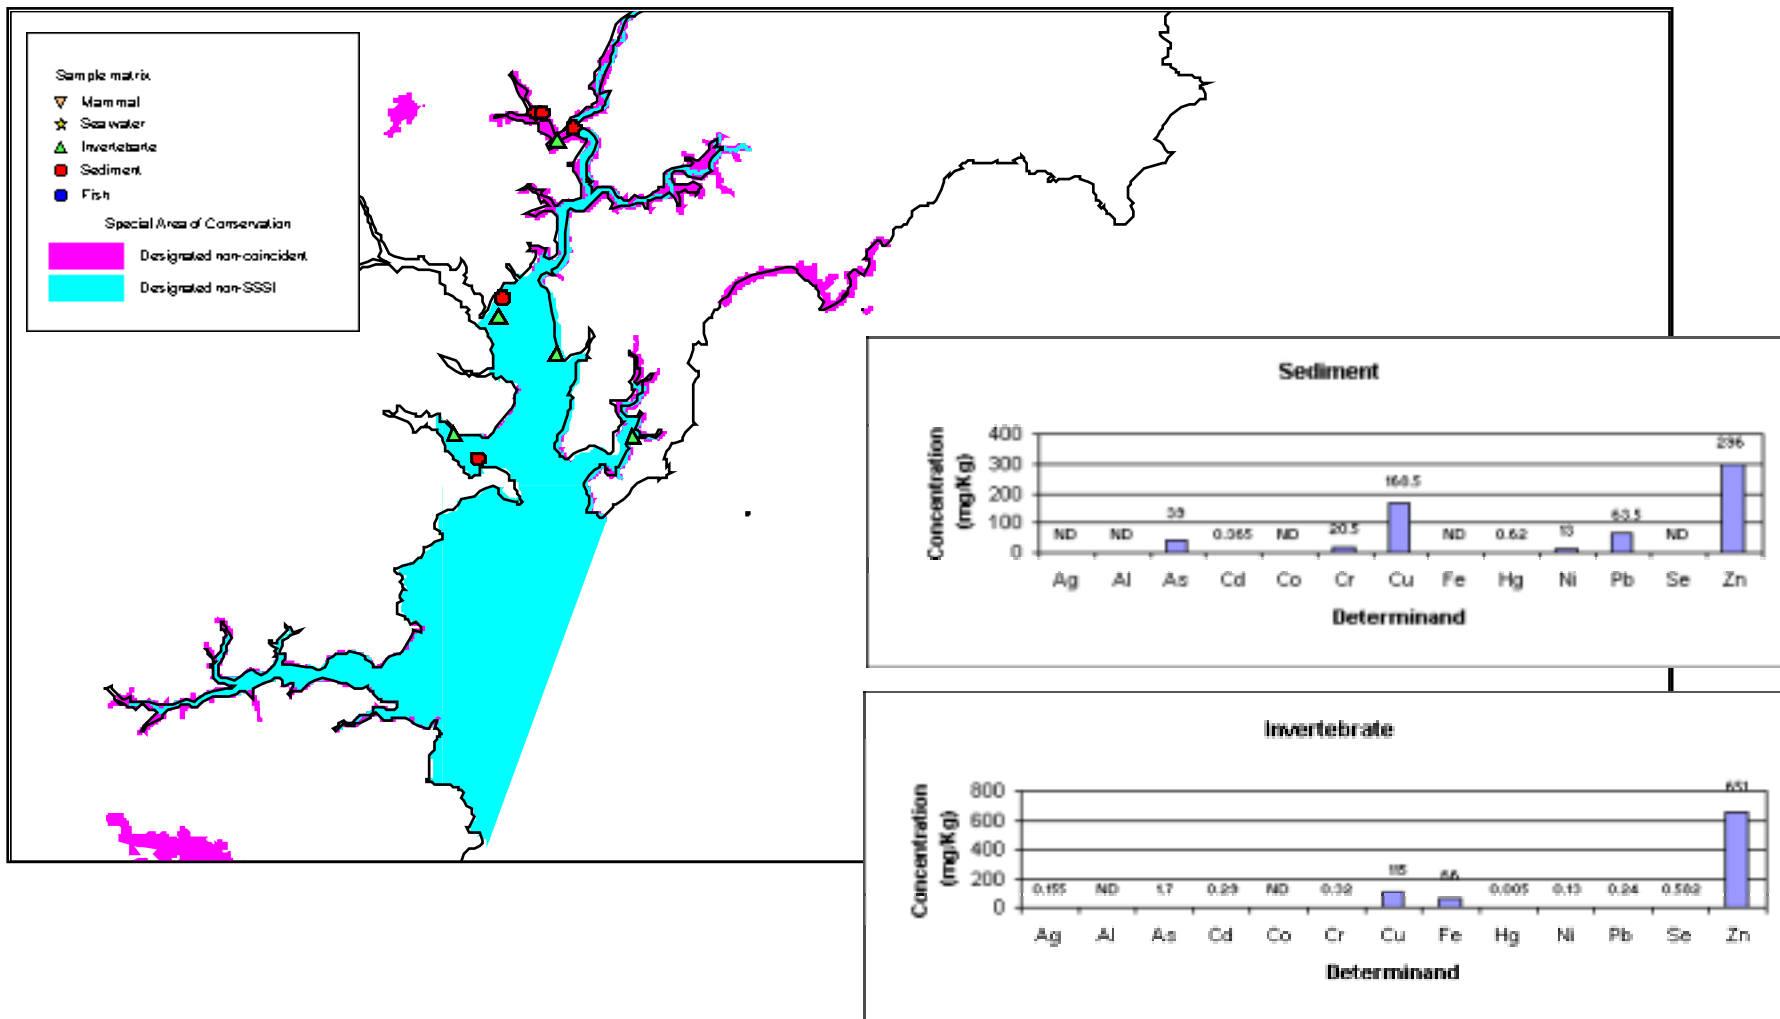 Sample matrix
Mammal
Seawater
Invertebrate
Sediment
Fish
Special Area of Conservation
Designated non-coincident
Designated non-SSSI
Sediment
Concentration
(mg/Kg)
400
300
200
100
0
ND ND 39 0.365 ND 20.5 168.5 ND 0.62 13 63.5 ND 296
Ag Al As Cd Co Cr Cu Fe Hg Ni Pb Se Zn
Determinand
Invertebrate
Concentration
(mg/Kg)
800
600
400
200
0
0.155 ND 1.7 0.29 ND 0.32 115 66 0.005 0.13 0.24 0.582 651
Ag Al As Cd Co Cr Cu Fe Hg Ni Pb Se Zn
Determinand